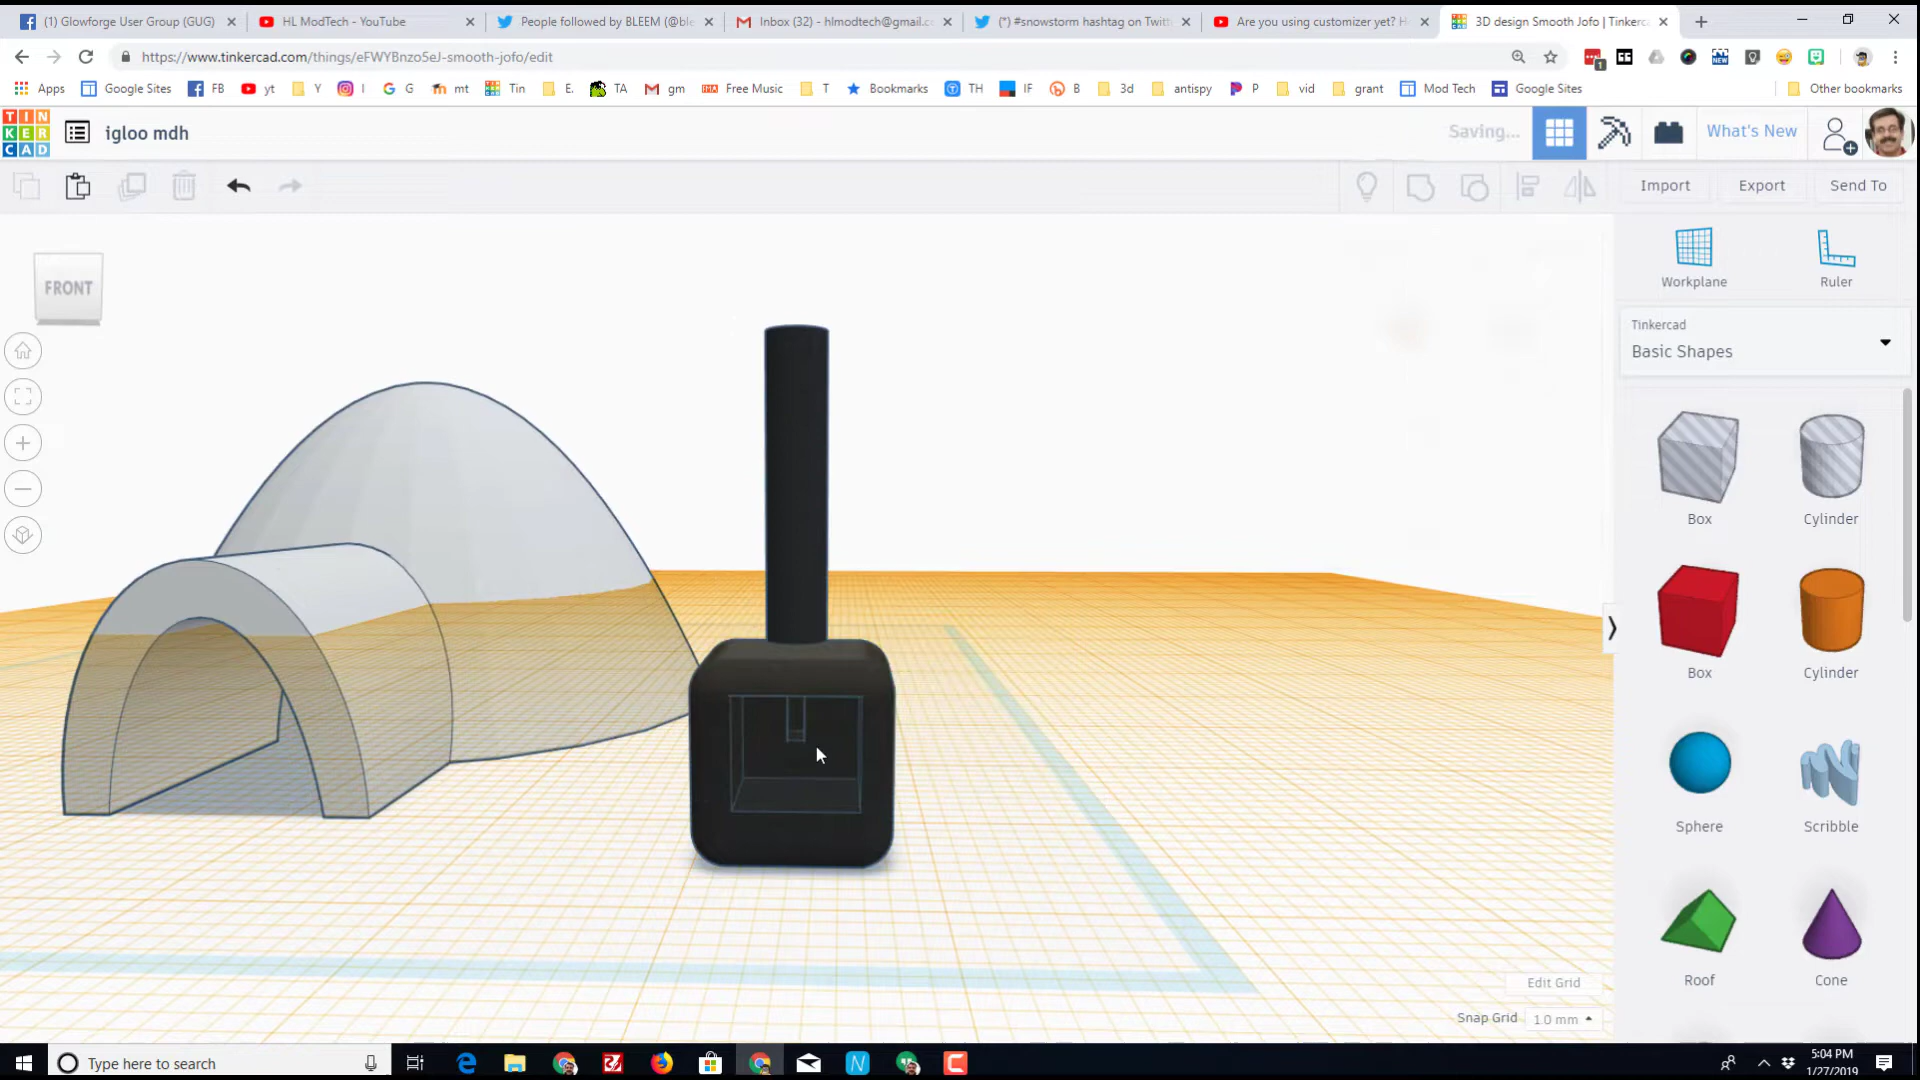 (1) Glowforge User Group (GUG)
HL ModTech - YouTube
People followed by BLEEM (@ble
Inbox (32) - hlmodtech@gmail.c
(*) #snowstorm hashtag on Twitt
Are you using customizer yet? H
3D design Smooth Jofo | Tinkerc
https://www.tinkercad.com/things/eFWYBnzo5eJ-smooth-jofo/edit
1
Apps
Google Sites
FB
yt
Y
I
G
mt
Tin
E.
TA
gm
Free Music
T
Bookmarks
TH
IF
B
3d
antispy
P
vid
grant
Mod Tech
Google Sites
Other bookmarks
TIN
KER
CAD
igloo mdh
Saving...
What's New
Import
Export
Send To
FRONT
Workplane
Ruler
Tinkercad
Basic Shapes
Box
Cylinder
Box
Cylinder
Sphere
Scribble
Roof
Cone
Edit Grid
Snap Grid
1.0 mm
Type here to search
5:04 PM
1/27/2019